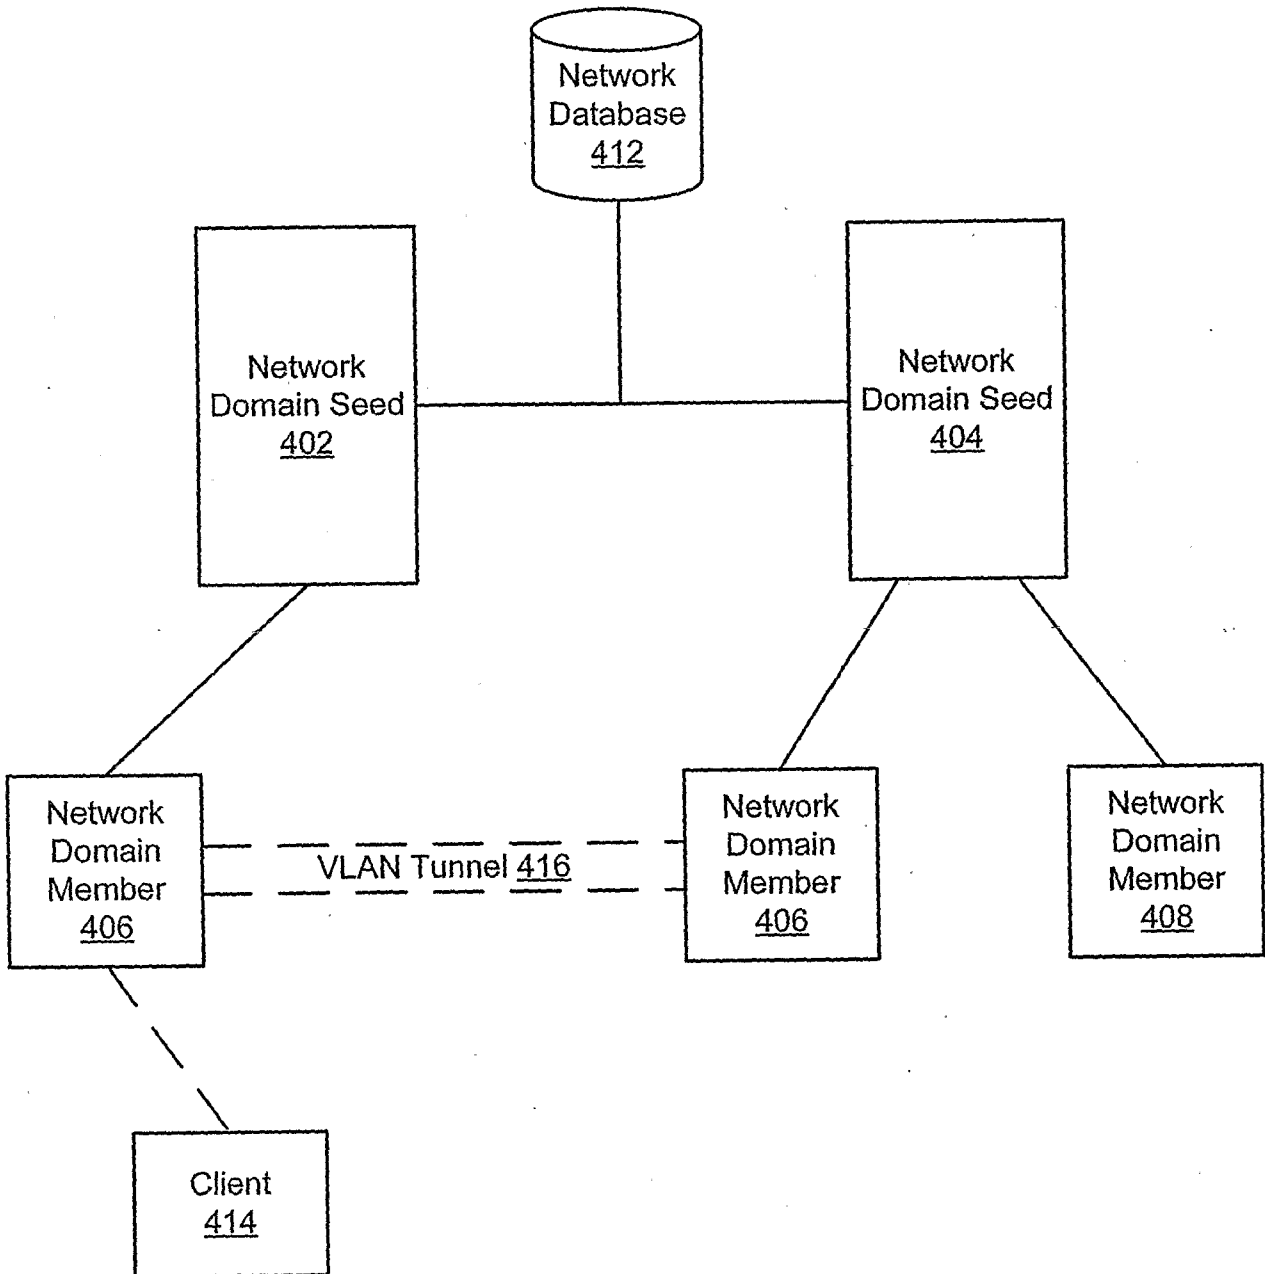 Network
Database
412
Network
Domain Seed
402
Network
Domain Seed
404
Network
Domain
Member
406
VLAN Tunnel 416
Network
Domain
Member
406
Network
Domain
Member
408
Client
414